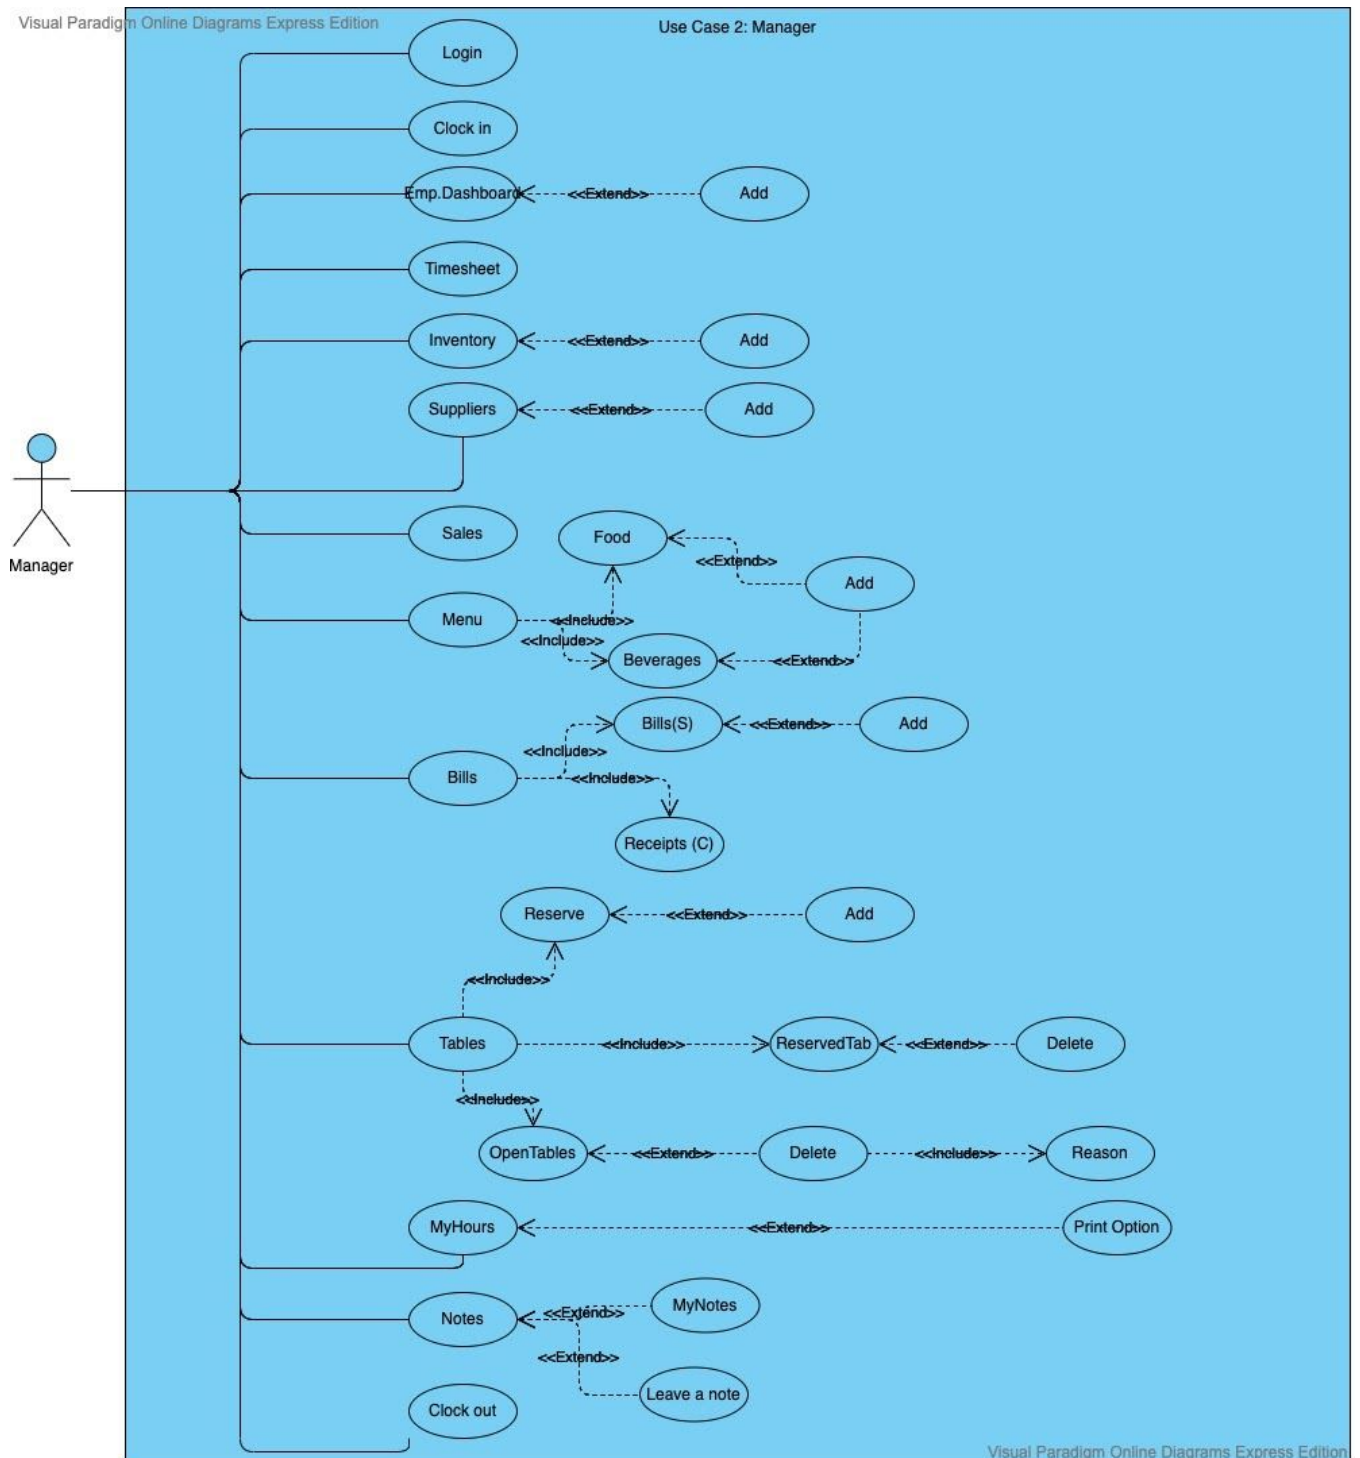 Visual Paradigm Online Diagrams Express Edition
Use Case 2: Manager
Login
Clock in
Emp.Dashboard
<<Extend>>
Add
Timesheet
Inventory
<<Extend>>
Add
Suppliers
<<Extend>>
Add
Manager
Sales
Food
<<Extend>>
Add
Menu
<<Include>>
<<Include>>
Beverages
<<Extend>>
Bills(S)
<<Extend>>
Add
<<Include>>
Bills
<<Include>>
Receipts (C)
Reserve
<<Extend>>
Add
<<Include>>
Tables
<<Include>>
ReservedTab
<<Extend>>
Delete
<<Include>>
OpenTables
<<Extend>>
Delete
<<Include>>
Reason
MyHours
<<Extend>>
Print Option
Notes
<<Extend>>
MyNotes
<<Extend>>
Leave a note
Clock out
Visual Paradigm Online Diagrams Express Edition